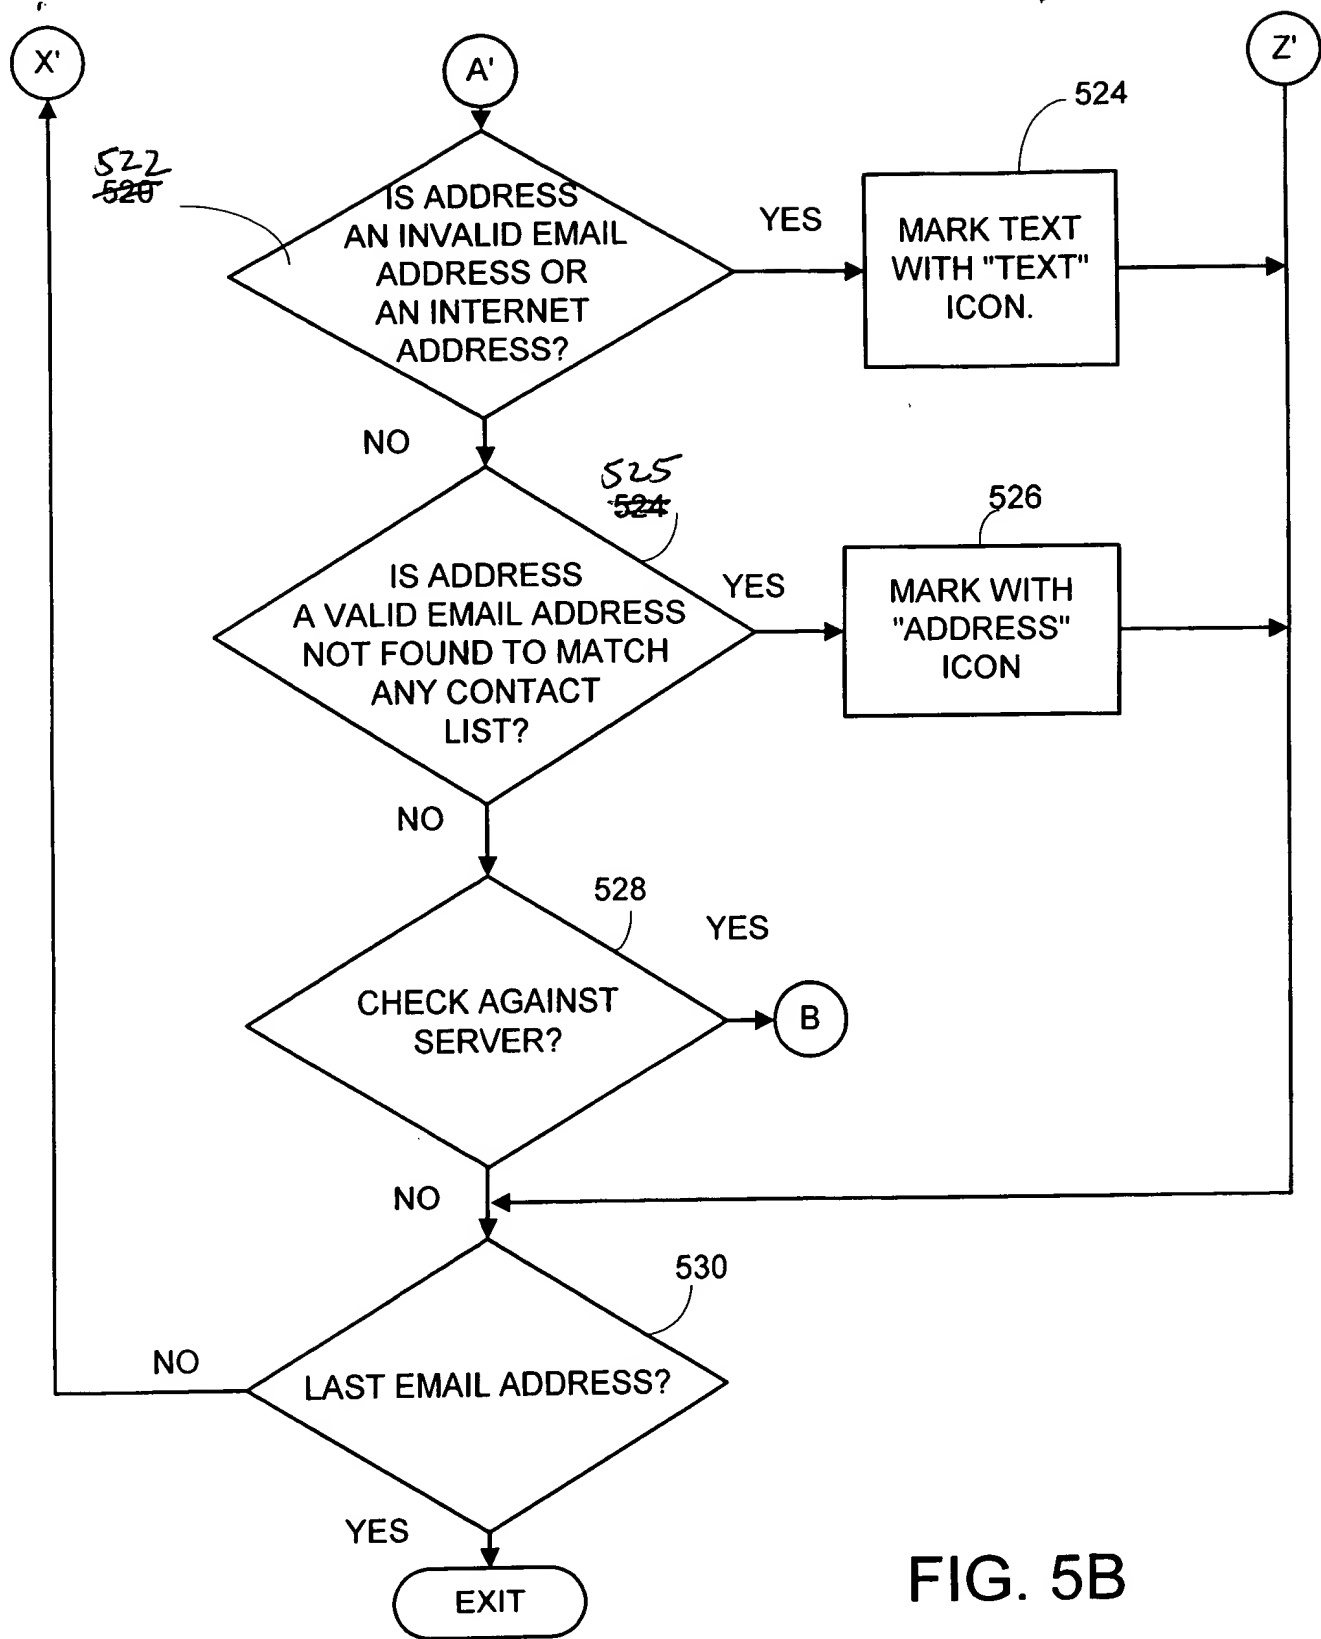 X'
A'
Z'
524
522
520
IS ADDRESS
AN INVALID EMAIL
ADDRESS OR
AN INTERNET
ADDRESS?
YES
MARK TEXT
WITH "TEXT"
ICON.
NO
525
524
526
IS ADDRESS
A VALID EMAIL ADDRESS
NOT FOUND TO MATCH
ANY CONTACT
LIST?
YES
MARK WITH
"ADDRESS"
ICON
NO
528
YES
CHECK AGAINST
SERVER?
B
NO
530
NO
LAST EMAIL ADDRESS?
YES
EXIT
FIG. 5B